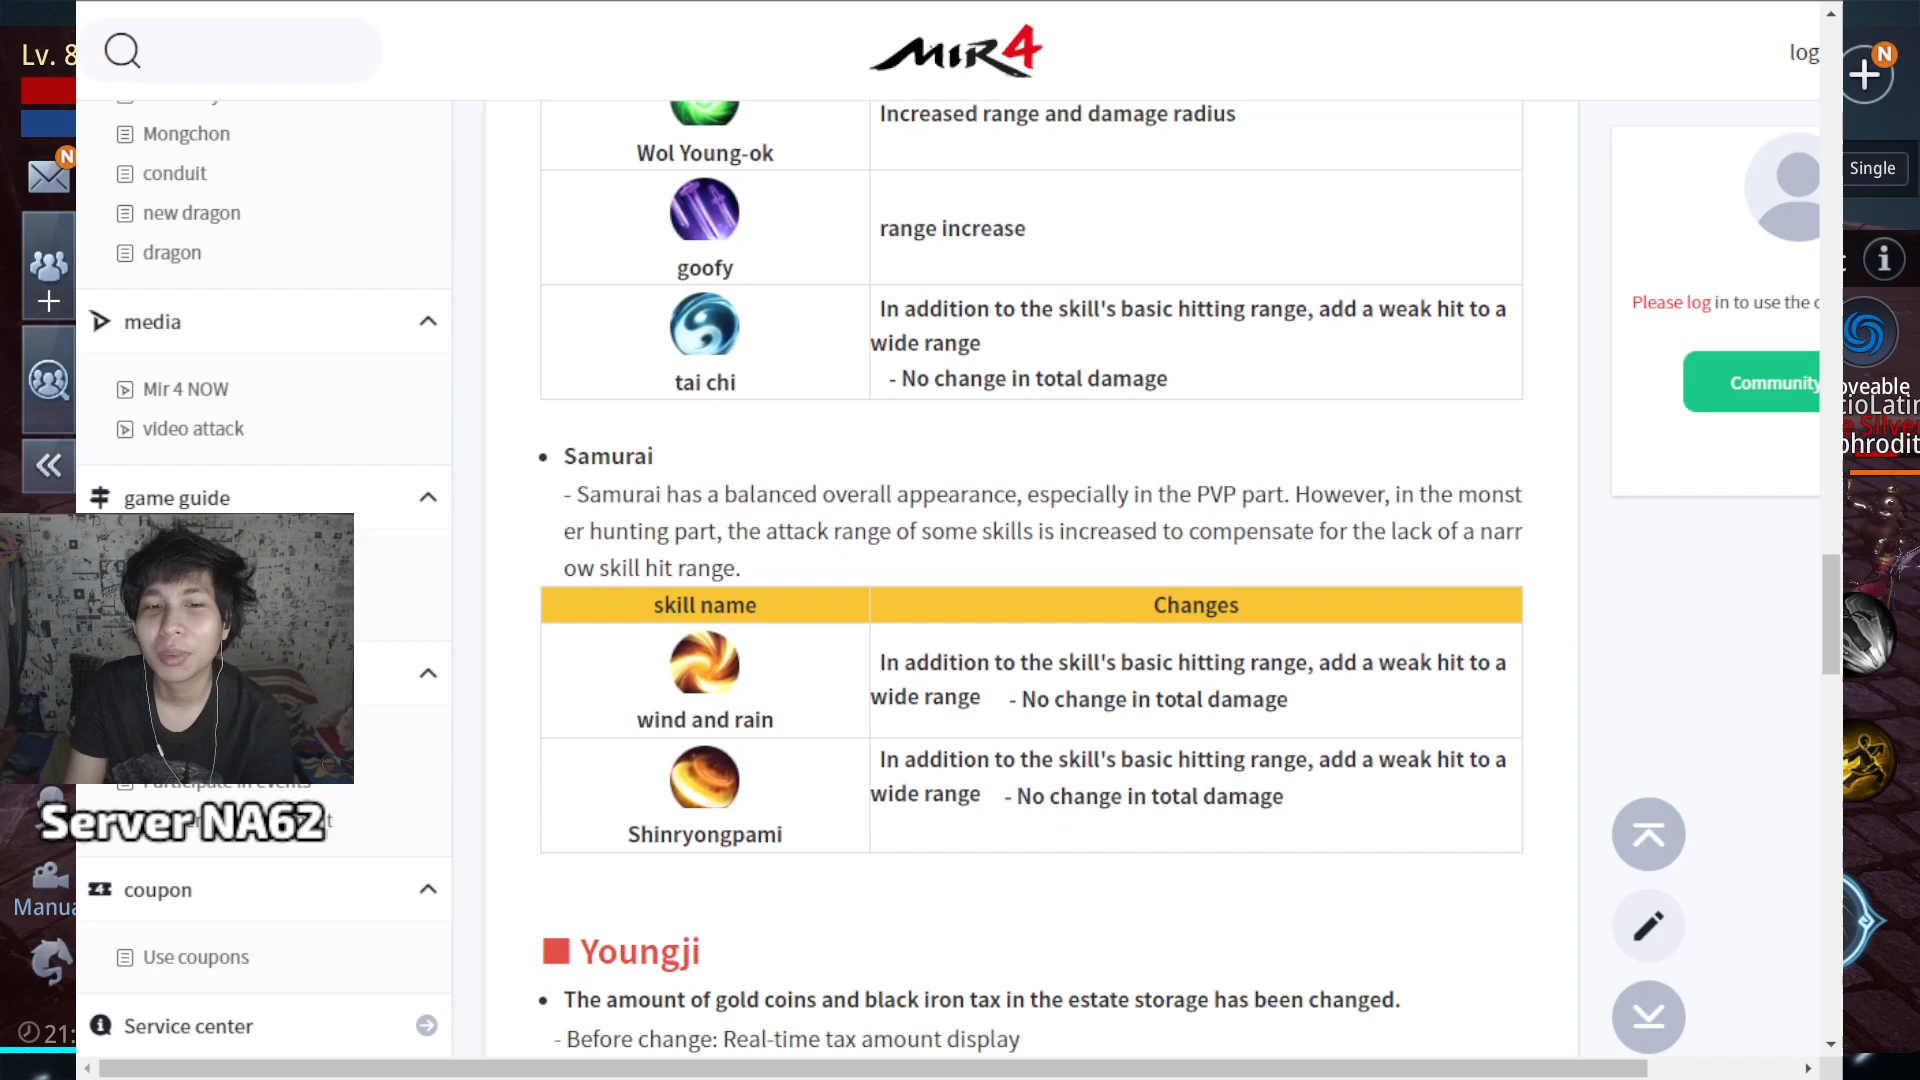 Lv. 8
MIR4
log
N
N
Single
Mongchon
conduit
new dragon
dragon
media
Mir 4 NOW
video attack
game guide
Participate in events
Server NA62
coupon
Use coupons
Service center
Manua
21:
Increased range and damage radius
Wol Young-ok
range increase
goofy
In addition to the skill's basic hitting range, add a weak hit to a
wide range
- No change in total damage
tai chi
• Samurai
- Samurai has a balanced overall appearance, especially in the PVP part. However, in the monst
er hunting part, the attack range of some skills is increased to compensate for the lack of a narr
ow skill hit range.
skill name Changes
In addition to the skill's basic hitting range, add a weak hit to a
wide range - No change in total damage
wind and rain
In addition to the skill's basic hitting range, add a weak hit to a
wide range - No change in total damage
Shinryongpami
■ Youngji
• The amount of gold coins and black iron tax in the estate storage has been changed.
- Before change: Real-time tax amount display
Please log in to use the c
Community
oveable
cioLatin
e Silver
phrodit